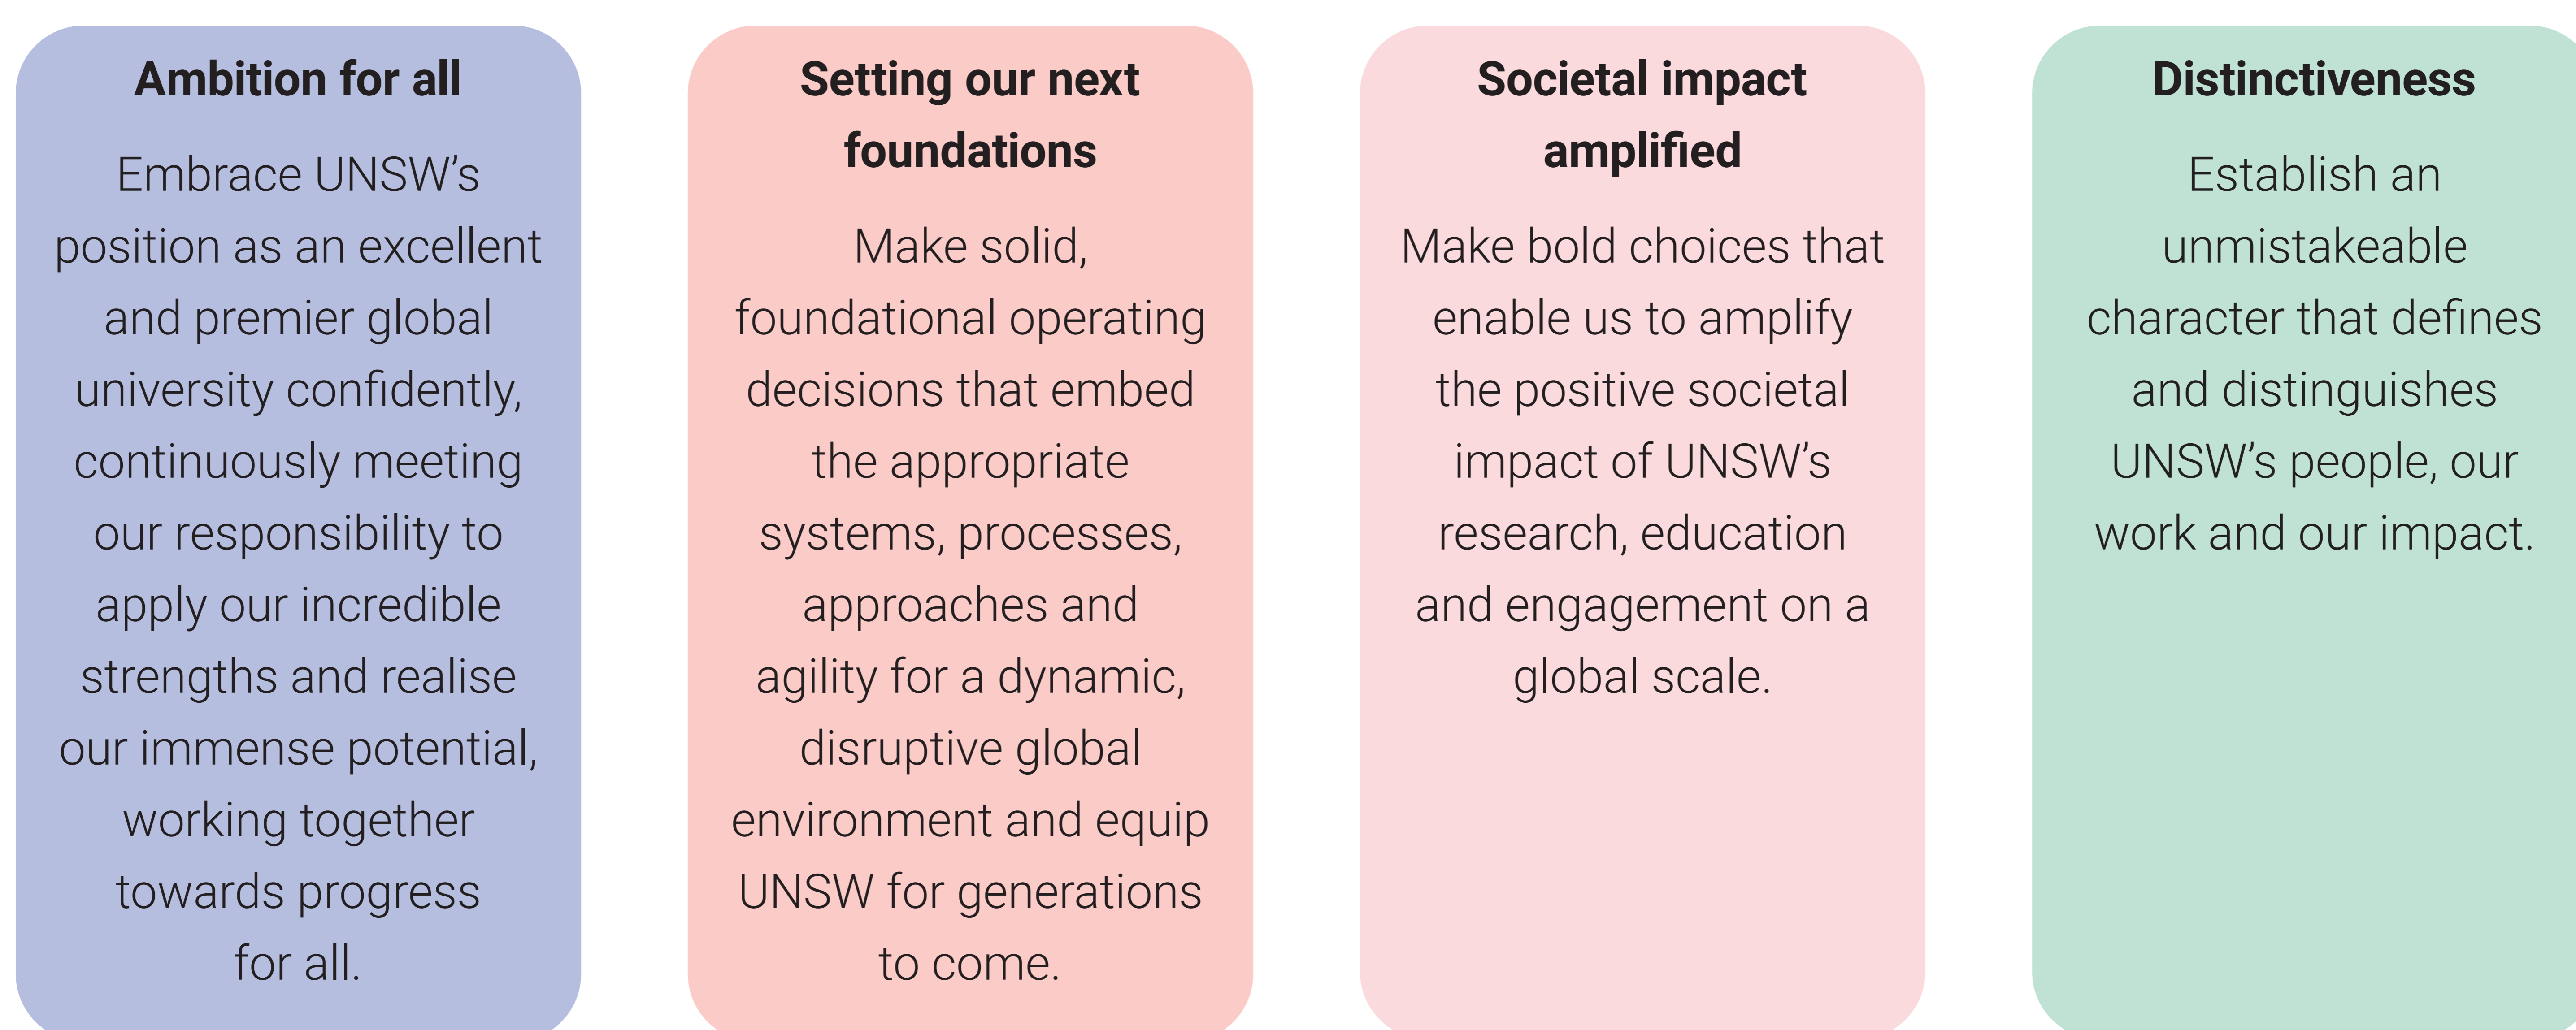 Ambition for all
Embrace UNSW’s
position as an excellent
and premier global
university confidently,
continuously meeting
our responsibility to
apply our incredible
strengths and realise
our immense potential,
working together
towards progress
for all.
Setting our next
foundations
Make solid,
foundational operating
decisions that embed
the appropriate
systems, processes,
approaches and
agility for a dynamic,
disruptive global
environment and equip
UNSW for generations
to come.
Societal impact
amplified
Make bold choices that
enable us to amplify
the positive societal
impact of UNSW’s
research, education
and engagement on a
global scale.
Distinctiveness
Establish an
unmistakeable
character that defines
and distinguishes
UNSW’s people, our
work and our impact.